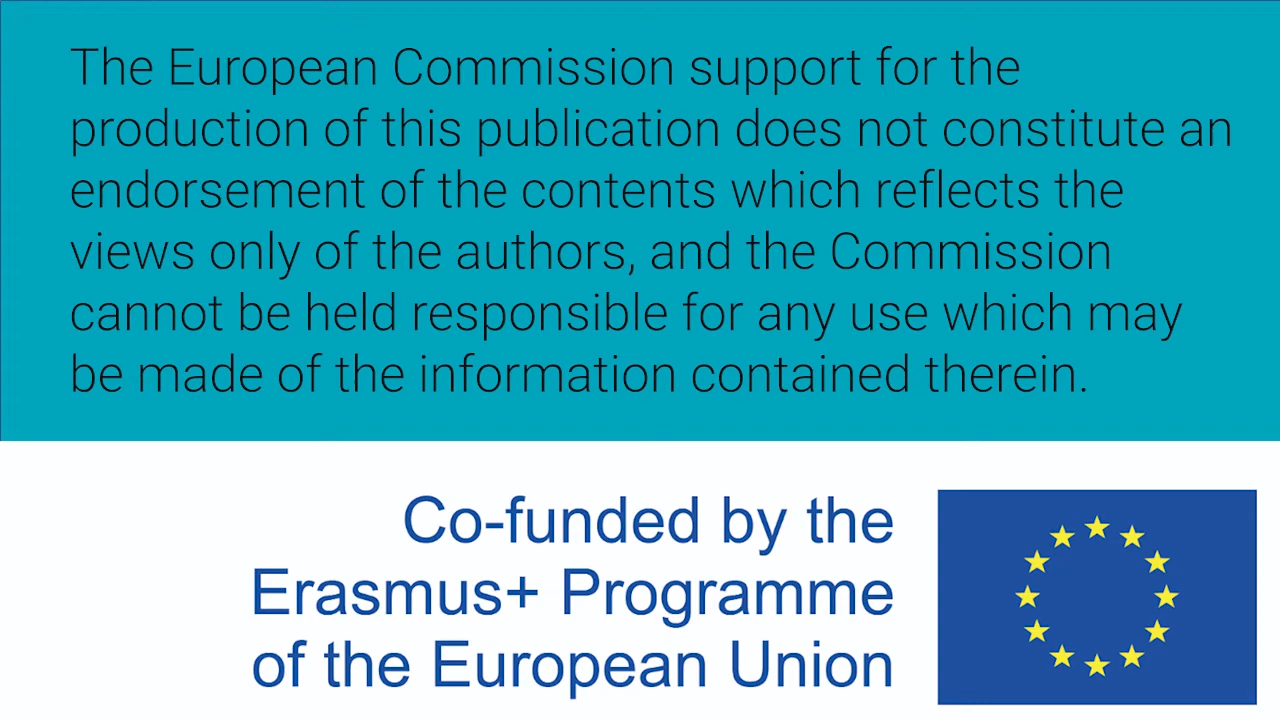 The European Commission support for the
production of this publication does not constitute an
endorsement of the contents which reflects the
views only of the authors, and the Commission
cannot be held responsible for any use which may
be made of the information contained therein.
Co-funded by the
Erasmus+ Programme
of the European Union